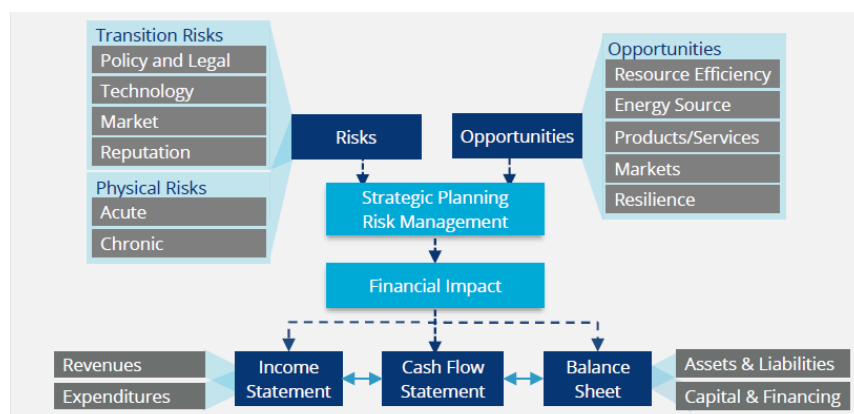 Transition Risks
Policy and Legal
Technology
Market
Reputation
Physical Risks
Acute
Chronic
Risks
Opportunities
Opportunities
Resource Efficiency
Energy Source
Products/Services
Markets
Resilience
Strategic Planning
Risk Management
Financial Impact
Revenues
Expenditures
Income
Statement
Cash Flow
Statement
Balance
Sheet
Assets & Liabilities
Capital & Financing